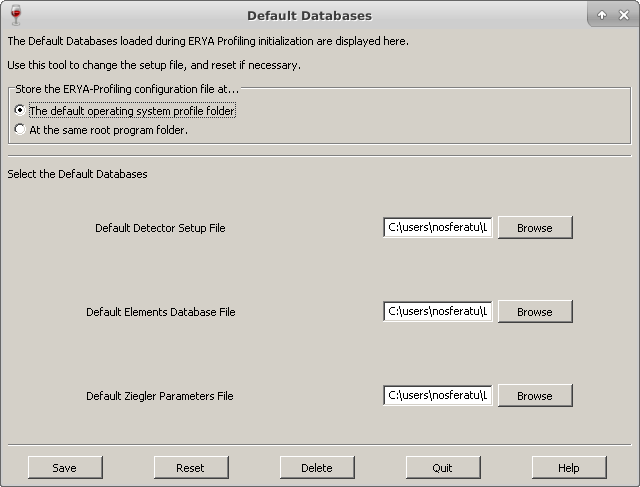 Default Databases
The Default Databases loaded during ERYA Profiling initialization are displayed here.
Use this tool to change the setup file, and reset if necessary.
Store the ERYA-Profiling configuration file at...
The default operating system profile folder
At the same root program folder.
Select the Default Databases
Default Detector Setup File
C:\users\nosferatu\L
Browse
Default Elements Database File
C:\users\nosferatu\L
Browse
Default Ziegler Parameters File
C:\users\nosferatu\L
Browse
Save Reset Delete Quit Help